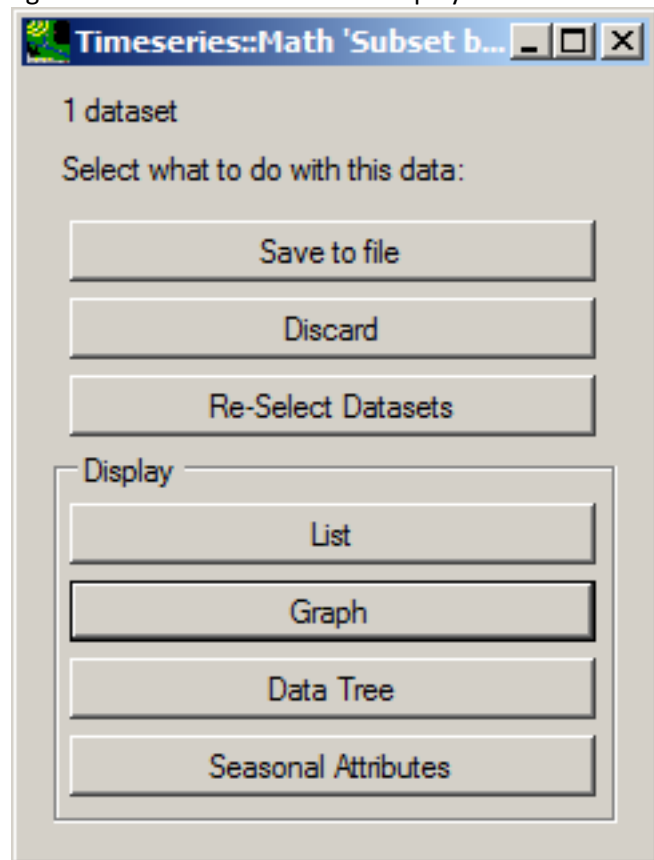 Timeseries::Math 'Subset b...
1 dataset
Select what to do with this data:
Save to file
Discard
Re-Select Datasets
Display
List
Graph
Data Tree
Seasonal Attributes